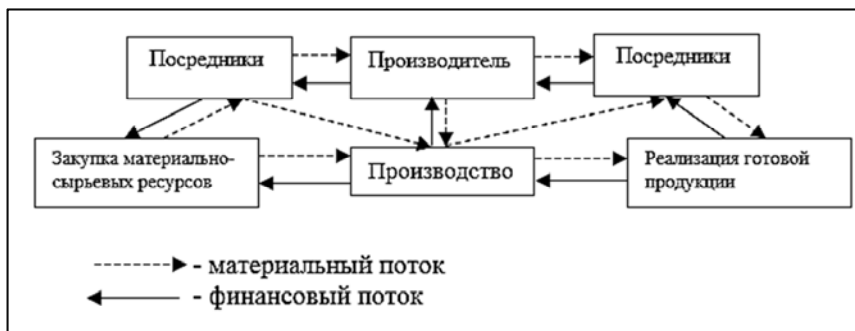 Посредники
Производитель
Посредники
Закупка материально-
сырьевых ресурсов
Производство
Реализация готовой
продукции
- материальный поток
- финансовый поток